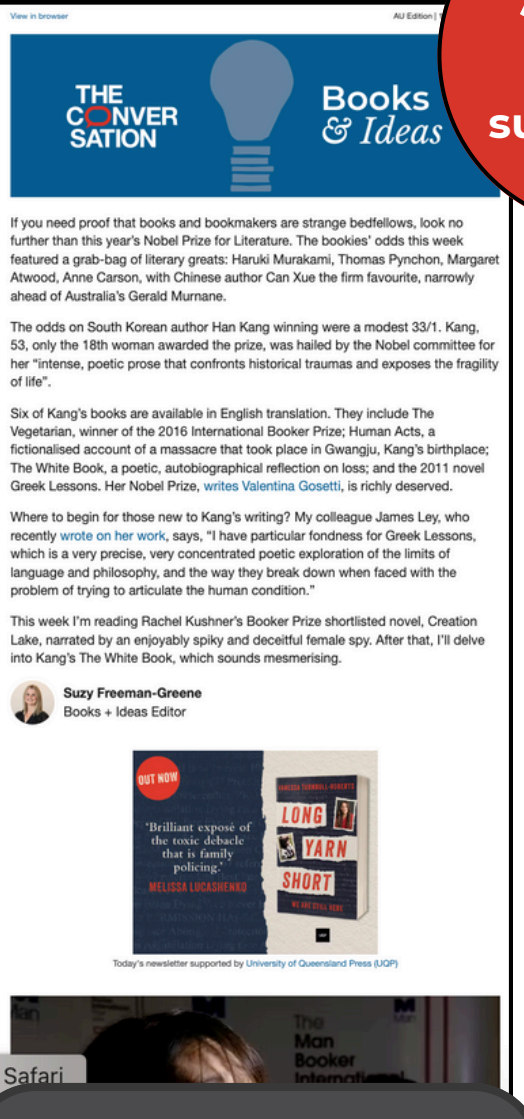 View in browser
AU Edition | 1
su
THE
CONVER
SATION
Books
& Ideas
If you need proof that books and bookmakers are strange bedfellows, look no
further than this year's Nobel Prize for Literature. The bookies' odds this week
featured a grab-bag of literary greats: Haruki Murakami, Thomas Pynchon, Margaret
Atwood, Anne Carson, with Chinese author Can Xue the firm favourite, narrowly
ahead of Australia's Gerald Murnane.
The odds on South Korean author Han Kang winning were a modest 33/1. Kang,
53, only the 18th woman awarded the prize, was hailed by the Nobel committee for
her “intense, poetic prose that confronts historical traumas and exposes the fragility
of life”.
Six of Kang's books are available in English translation. They include The
Vegetarian, winner of the 2016 International Booker Prize; Human Acts, a
fictionalised account of a massacre that took place in Gwangju, Kang's birthplace;
The White Book, a poetic, autobiographical reflection on loss; and the 2011 novel
Greek Lessons. Her Nobel Prize, writes Valentina Gosetti, is richly deserved.
Where to begin for those new to Kang's writing? My colleague James Ley, who
recently wrote on her work, says, “I have particular fondness for Greek Lessons,
which is a very precise, very concentrated poetic exploration of the limits of
language and philosophy, and the way they break down when faced with the
problem of trying to articulate the human condition.”
This week I'm reading Rachel Kushner's Booker Prize shortlisted novel, Creation
Lake, narrated by an enjoyably spiky and deceitful female spy. After that, I'll delve
into Kang's The White Book, which sounds mesmerising.
Suzy Freeman-Greene
Books + Ideas Editor
OUT NOW
'Brilliant exposé of
the toxic debacle
that is family
policing.'
MELISSA LUCASHENKO
VANESSA TURNBULL-ROBERTS
LONG
YARN
SHORT
WE ARE STILL HERE
UQP
Today's newsletter supported by University of Queensland Press (UQP)
Man
The
Man
Booker
International
Man
Safari